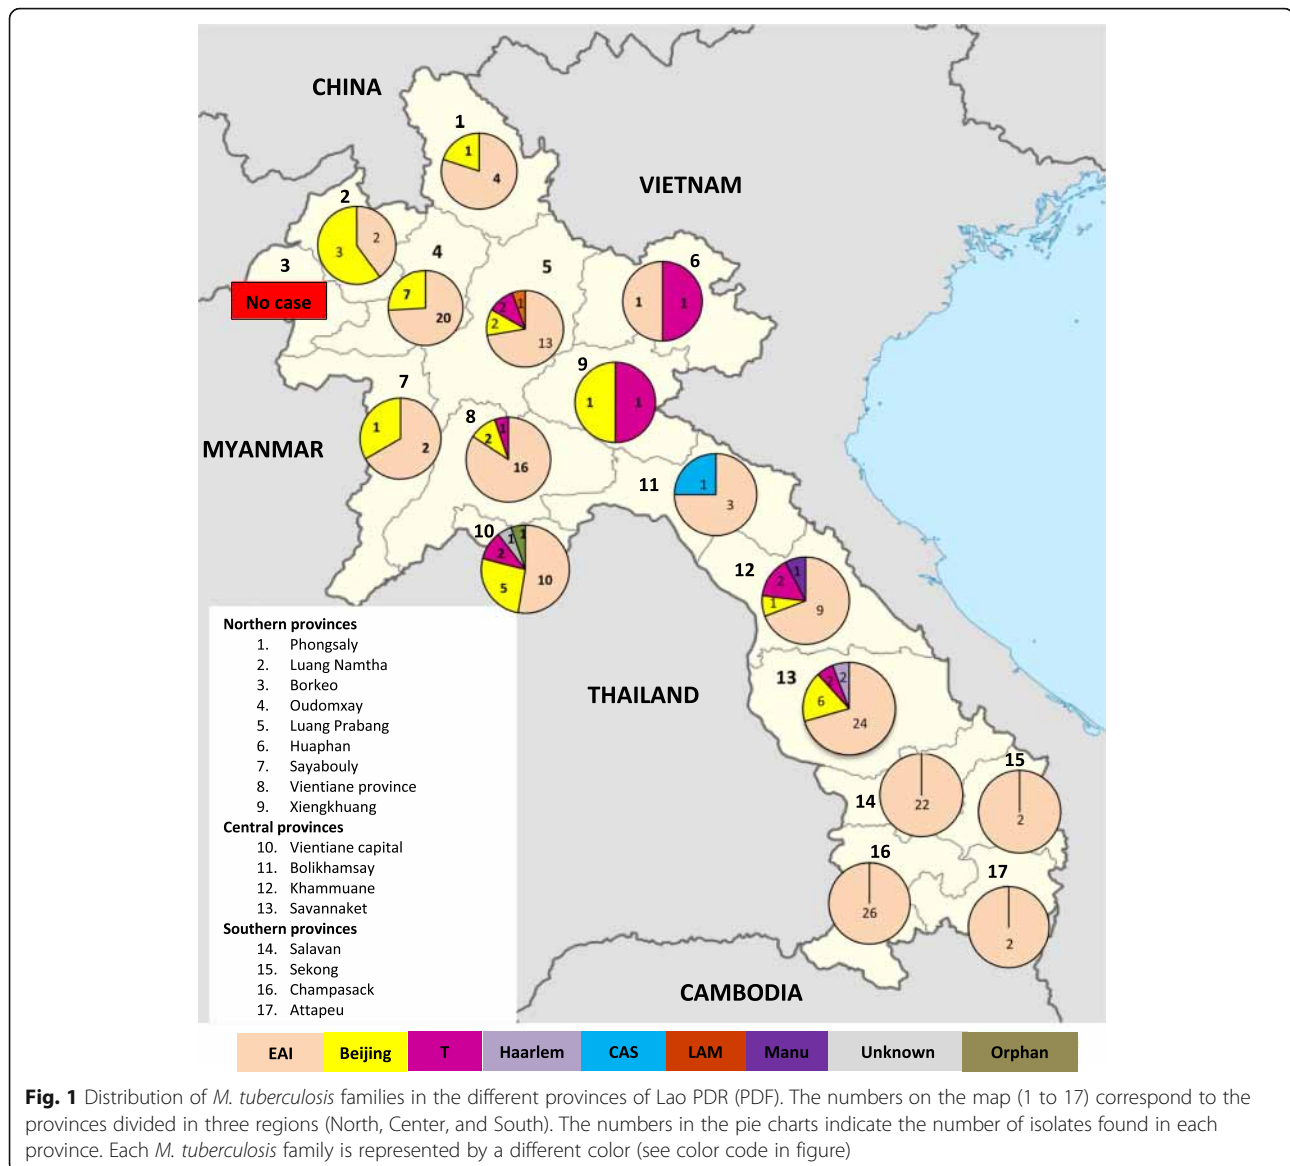 CHINA
1
1
4
VIETNAM
2
3
2
3
No case
4
7
20
5
2
2
1
13
6
1
1
7
1
2
8
2
1
16
9
1
1
MYANMAR
10
5
2
1
1
10
11
1
3
12
1
2
1
9
THAILAND
13
6
2
2
24
14
22
15
2
16
26
17
2
CAMBODIA
Northern provinces
1. Phongsaly
2. Luang Namtha
3. Borkeo
4. Oudomxay
5. Luang Prabang
6. Huaphan
7. Sayabouly
8. Vientiane province
9. Xiengkhuang
Central provinces
10. Vientiane capital
11. Bolikhamsay
12. Khammuane
13. Savannaket
Southern provinces
14. Salavan
15. Sekong
16. Champasack
17. Attapeu
EAI Beijing T Haarlem CAS LAM Manu Unknown Orphan
Fig. 1 Distribution of M. tuberculosis families in the different provinces of Lao PDR (PDF). The numbers on the map (1 to 17) correspond to the
provinces divided in three regions (North, Center, and South). The numbers in the pie charts indicate the number of isolates found in each
province. Each M. tuberculosis family is represented by a different color (see color code in figure)